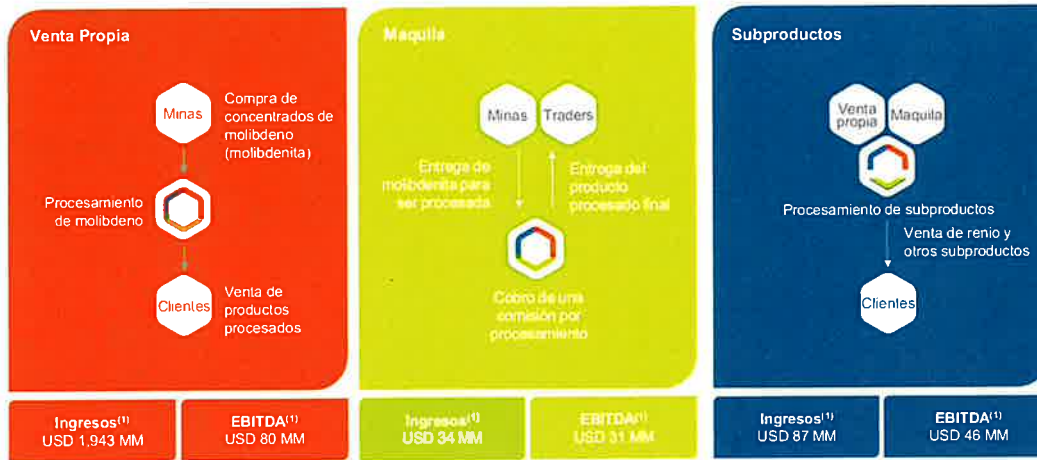 Venta Propia
Minas
Compra de
concentrados de
molibdeno
(molibdenita)
Procesamiento
de molibdeno
Clientes
Venta de
productos
procesados
Ingresos(1)
USD 1,943 MM
EBITDA(1)
USD 80 MM
Maquila
Minas
Traders
Entrega de
molibdenita para
ser procesada
Entrega del
producto
procesado final
Cobro de una
comisión por
procesamiento
Ingresos(1)
USD 34 MM
EBITDA(1)
USD 31 MM
Subproductos
Venta
propia
Maquila
Procesamiento de subproductos
Venta de renio y
otros subproductos
Clientes
Ingresos(1)
USD 87 MM
EBITDA(1)
USD 46 MM